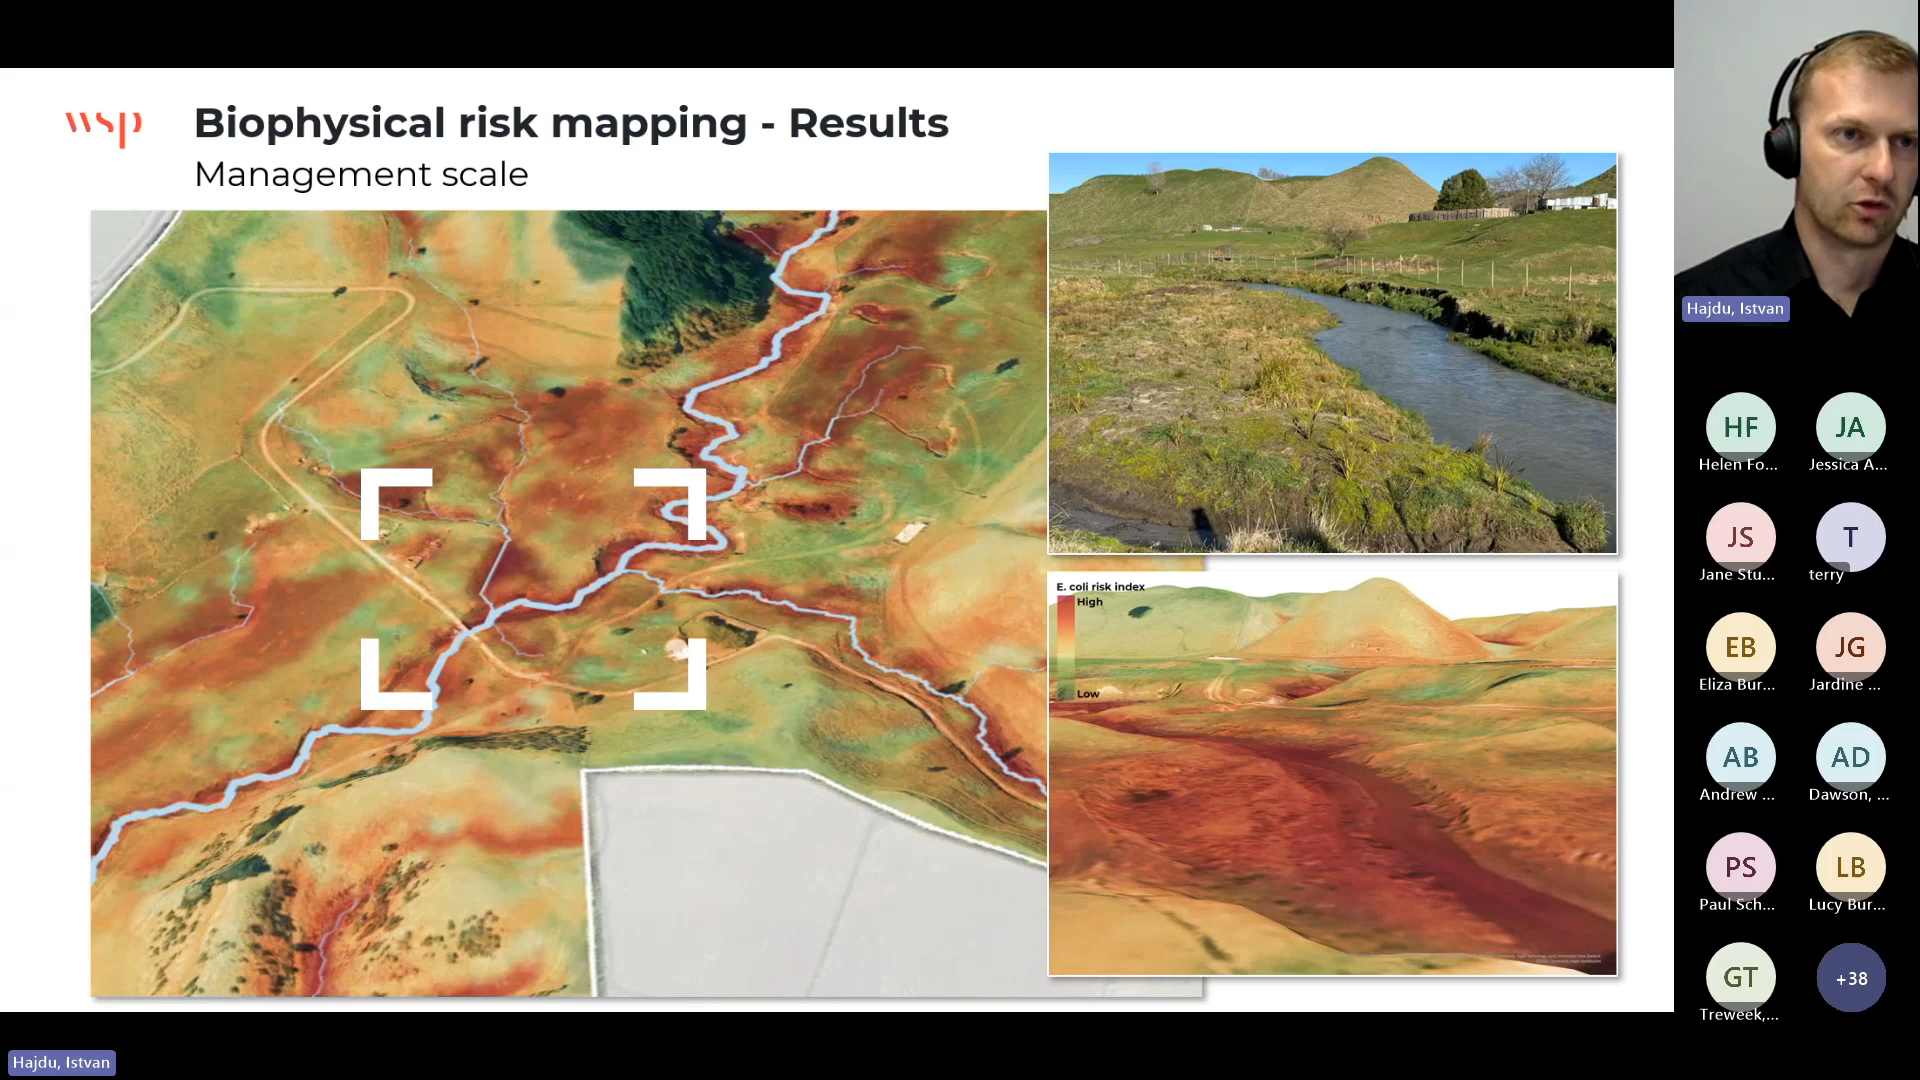 wsp
Biophysical risk mapping - Results
Management scale
E. coli risk index
High
Low
Hajdu, Istvan
HF
Helen Fo...
JA
Jessica A...
JS
Jane Stu...
T
terry
EB
Eliza Bur...
JG
Jardine ...
AB
Andrew ...
AD
Dawson, ...
PS
Paul Sch...
LB
Lucy Bur...
GT
Treweek,...
+38
Hajdu, Istvan